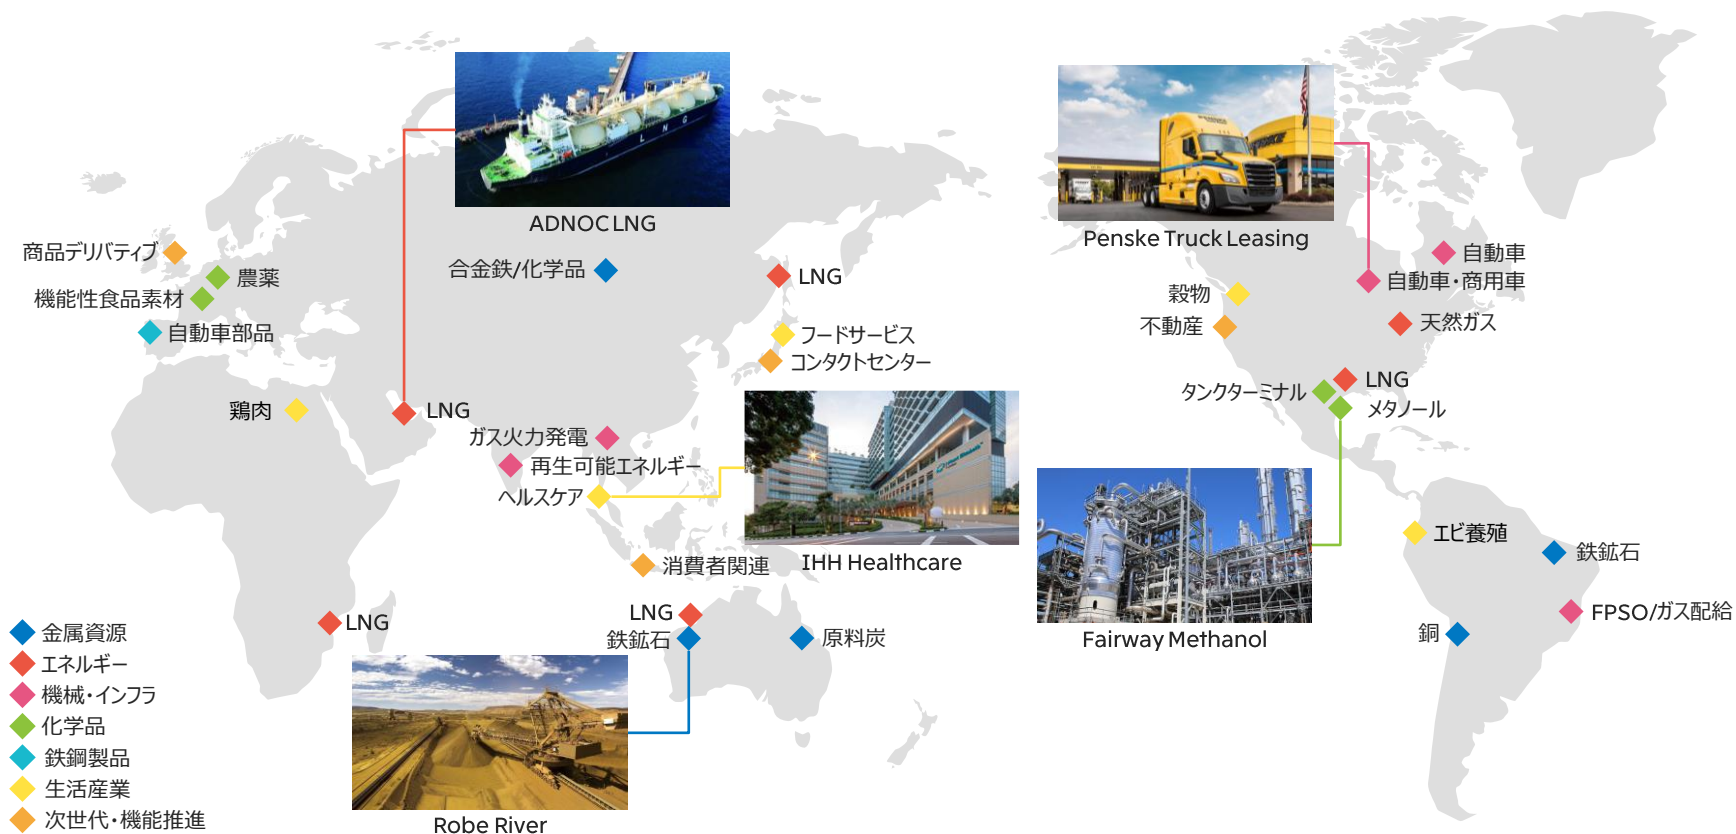 ADNOC LNG
Penske Truck Leasing
商品デリバティブ
農薬
機能性食品素材
自動車部品
合金鉄/化学品
LNG
フードサービス
コンタクトセンター
穀物
不動産
自動車
自動車・商用車
天然ガス
LNG
タンクターミナル
メタノール
鶏肉
LNG
ガス火力発電
再生可能エネルギー
ヘルスケア
IHH Healthcare
消費者関連
LNG
鉄鉱石
原料炭
LNG
Fairway Methanol
エビ養殖
鉄鉱石
FPSO/ガス配給
銅
Robe River
金属資源
エネルギー
機械・インフラ
化学品
鉄鋼製品
生活産業
次世代・機能推進
L N G